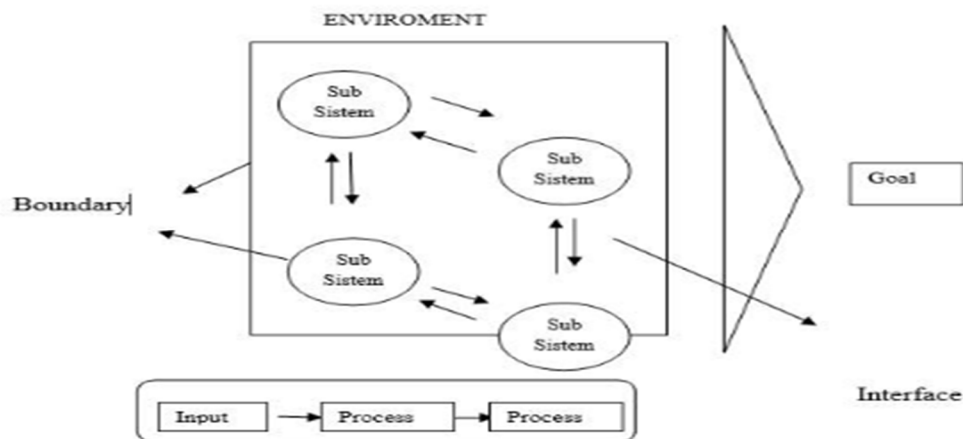 ENVIROMENT
Sub
Sistem
Sub
Sistem
Goal
Boundary
Sub
Sistem
Sub
Sistem
Interface
Input
Process
Process